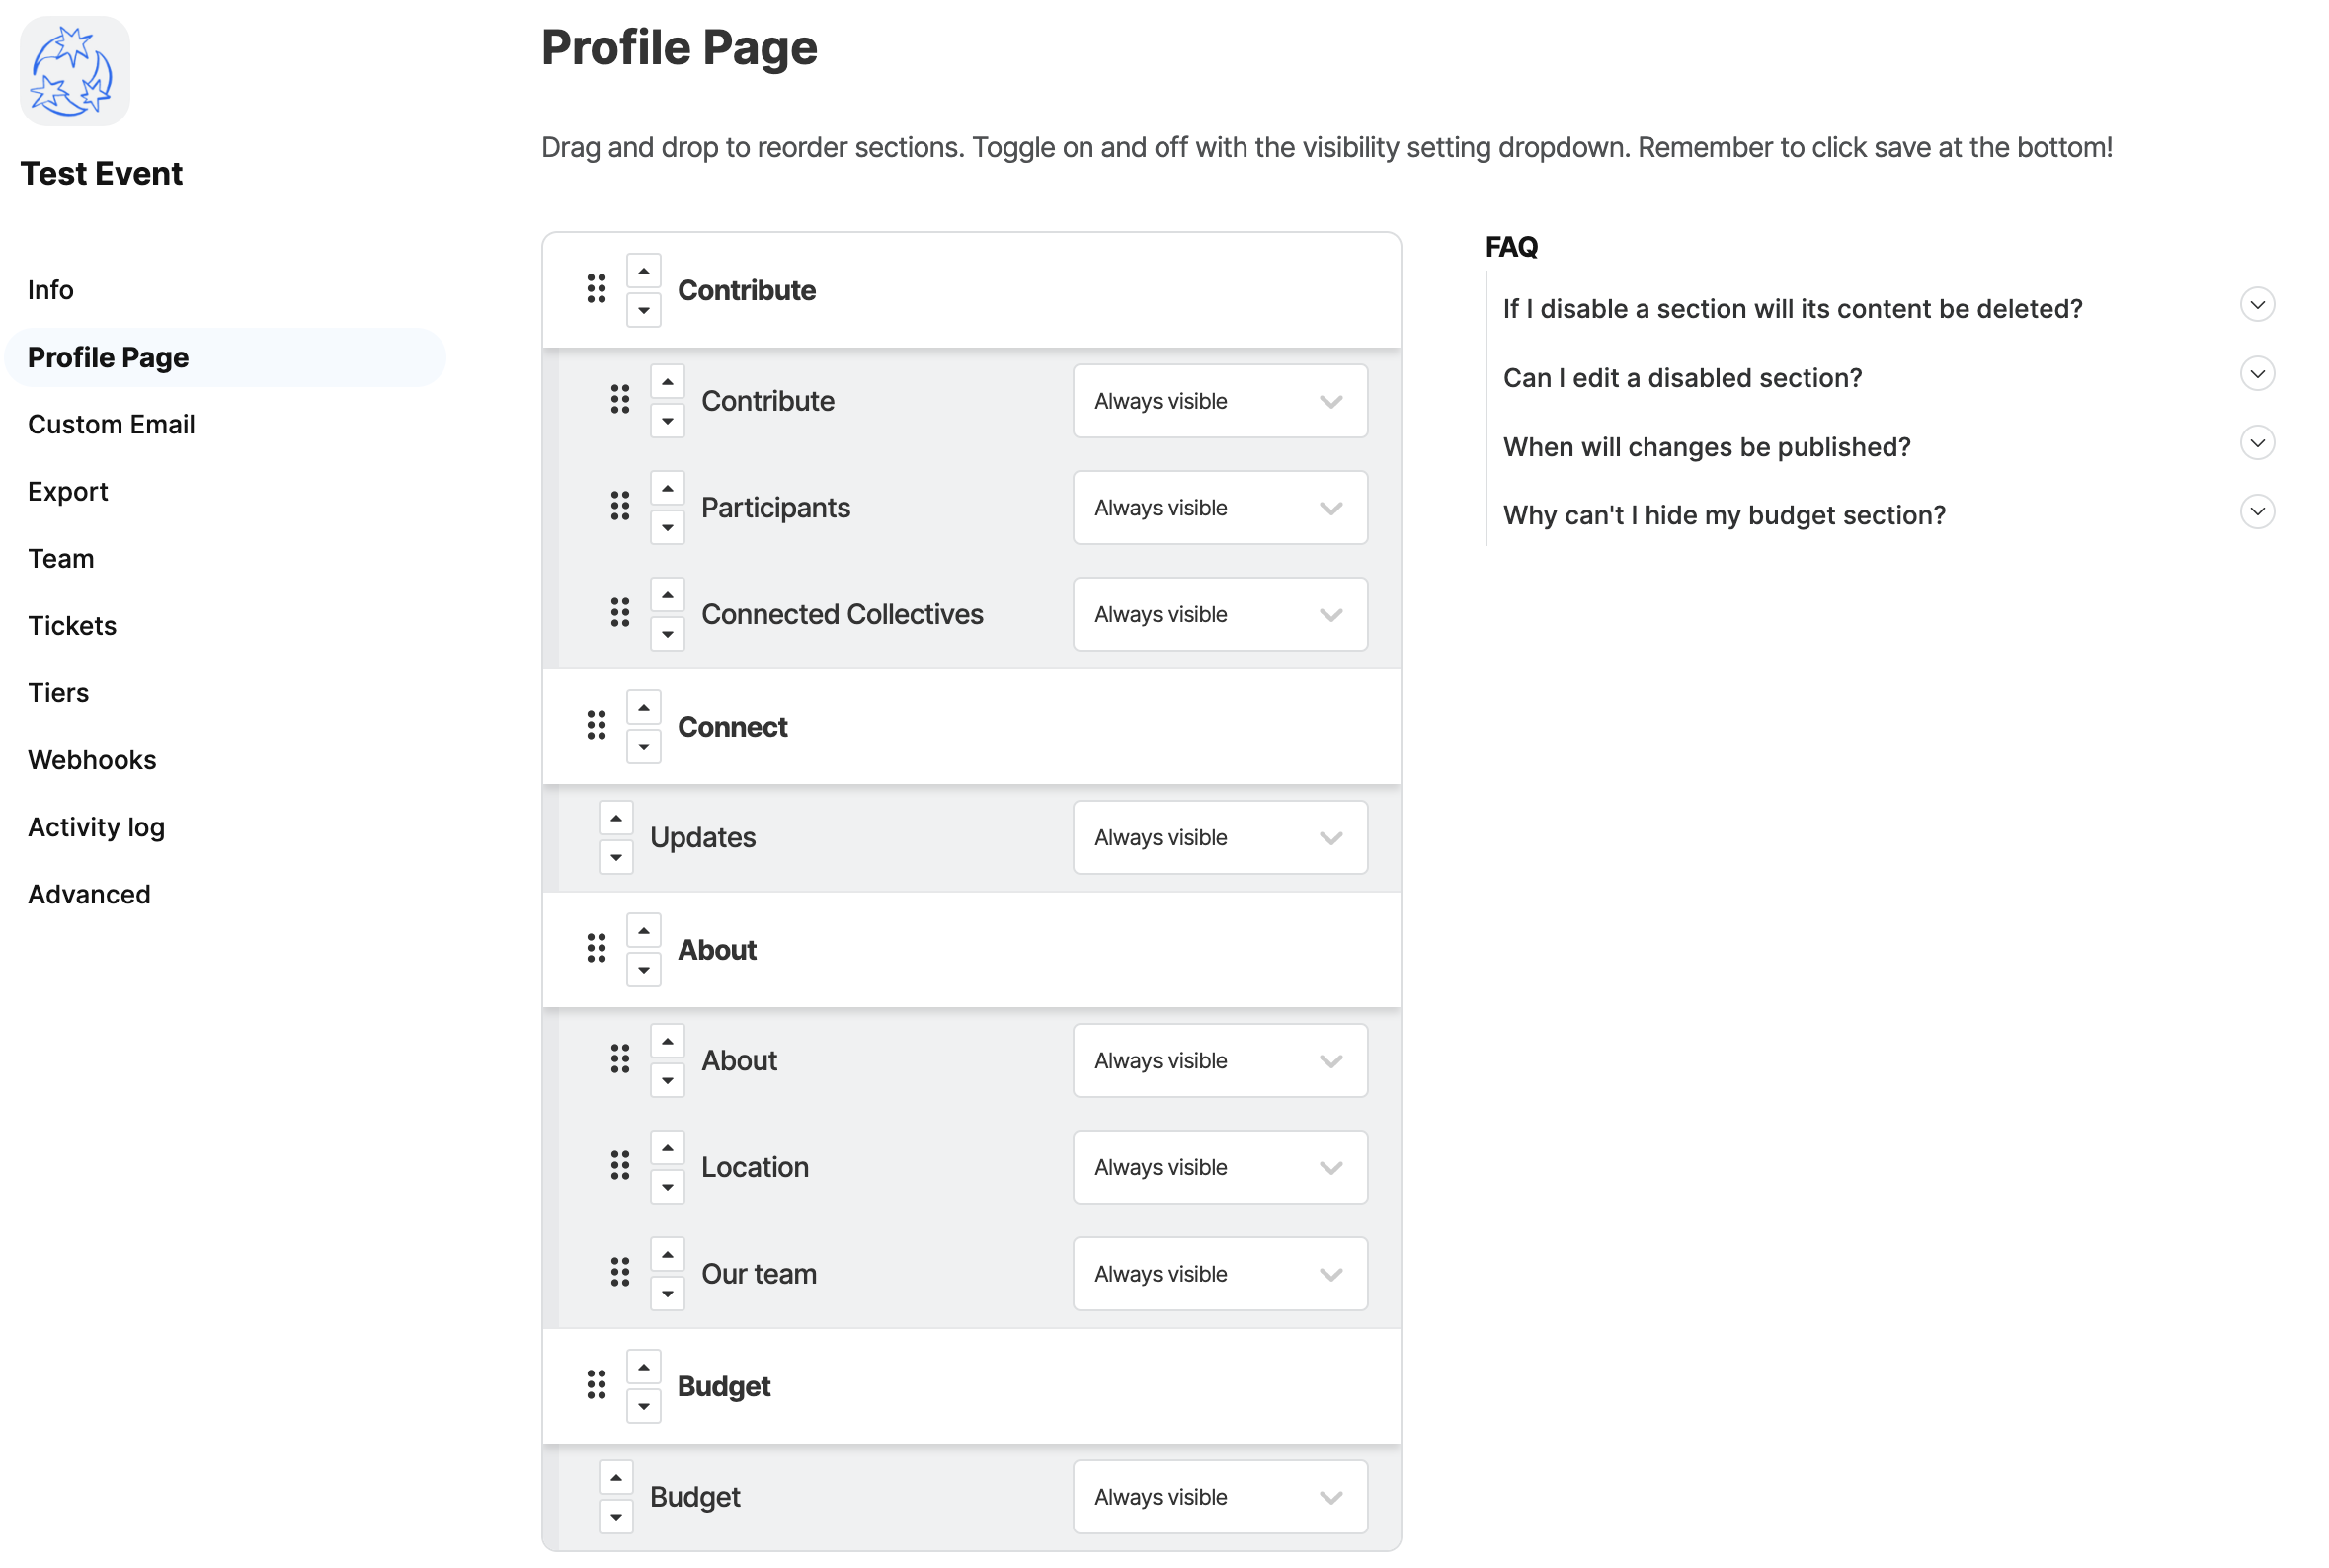 Test Event
Info
Profile Page
Custom Email
Export
Team
Tickets
Tiers
Webhooks
Activity log
Advanced
Profile Page
Drag and drop to reorder sections. Toggle on and off with the visibility setting dropdown. Remember to click save at the bottom!
Contribute
Contribute Always visible
Participants Always visible
Connected Collectives Always visible
Connect
Updates Always visible
About
About Always visible
Location Always visible
Our team Always visible
Budget
Budget Always visible
FAQ
If I disable a section will its content be deleted?
Can I edit a disabled section?
When will changes be published?
Why can't I hide my budget section?